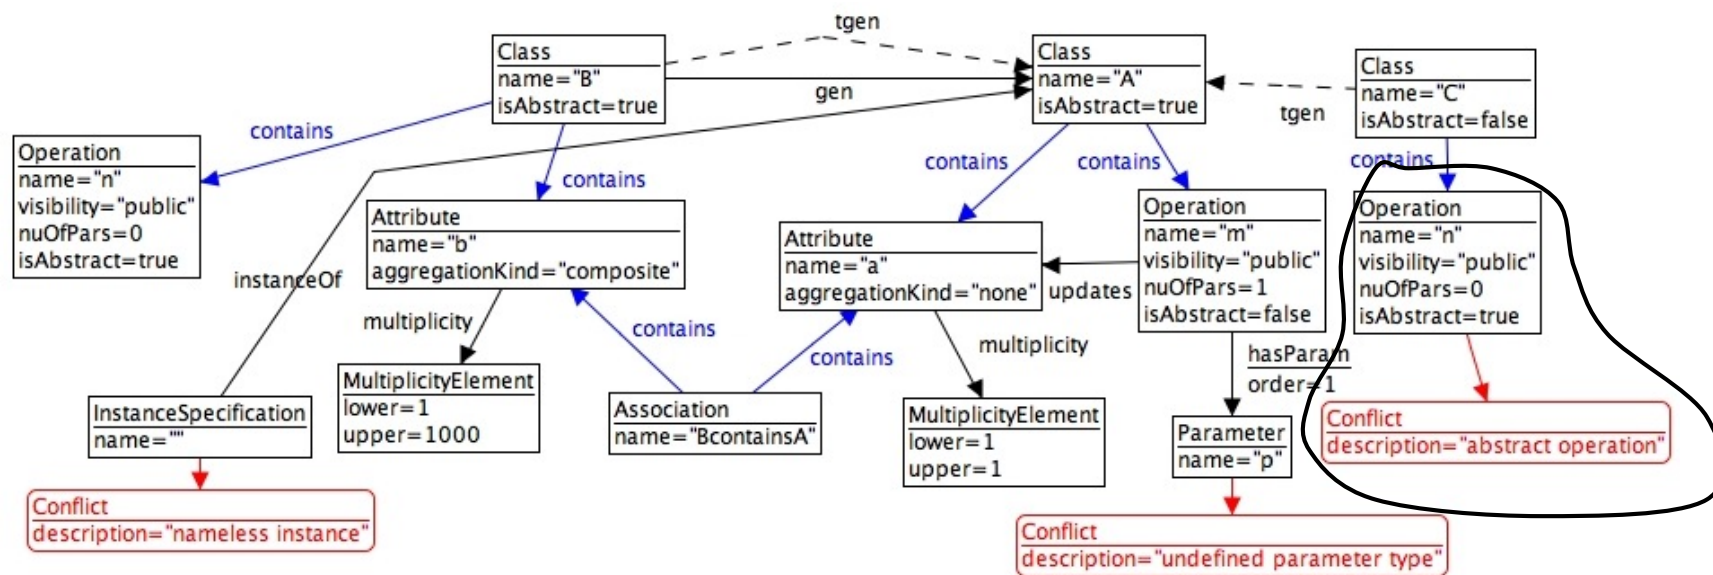 tgen
Class
name="B"
isAbstract=true
Class
name="A"
isAbstract=true
Class
name="C"
isAbstract=false
gen
tgen
contains
Operation
name="n"
visibility="public"
nuOfPars=0
isAbstract=true
contains
contains
contains
contains
Attribute
name="b"
aggregationKind="composite"
Attribute
name="a"
aggregationKind="none"
Operation
name="m"
visibility="public"
nuOfPars=1
isAbstract=false
Operation
name="n"
visibility="public"
nuOfPars=0
isAbstract=true
instanceOf
updates
multiplicity
contains
contains
multiplicity
hasParam
order=1
InstanceSpecification
name=""
MultiplicityElement
lower=1
upper=1000
Association
name="BcontainsA"
MultiplicityElement
lower=1
upper=1
Parameter
name="p"
Conflict
description="abstract operation"
Conflict
description="nameless instance"
Conflict
description="undefined parameter type"